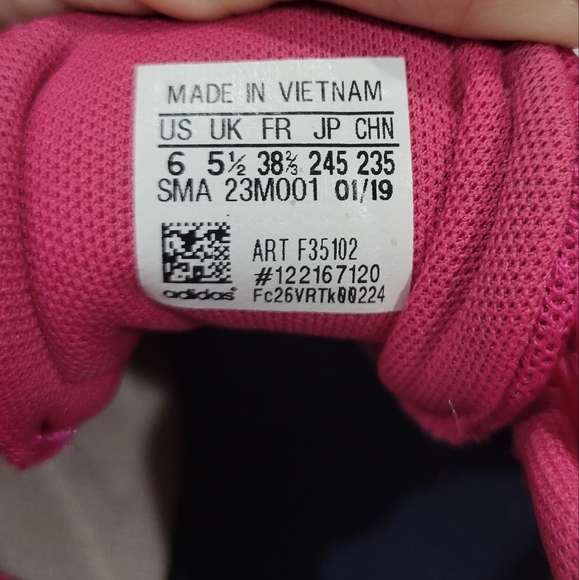 MADE IN VIETNAM
US UK FR JP CHN
6 5½ 38⅔ 245 235
SMA 23M001 01/19
ART F35102
#122167120
adidas Fc26VRTk00224